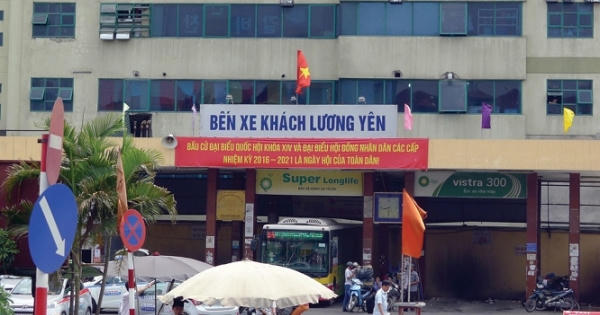 BẾN XE KHÁCH LƯƠNG YÊN
BẦU CỬ ĐẠI BIỂU QUỐC HỘI KHÓA XIV VÀ ĐẠI BIỂU HỘI ĐỒNG NHÂN DÂN CÁC CẤP
NHIỆM KỲ 2016 – 2021 LÀ NGÀY HỘI CỦA TOÀN DÂN!
Super Longlife
vistra 300